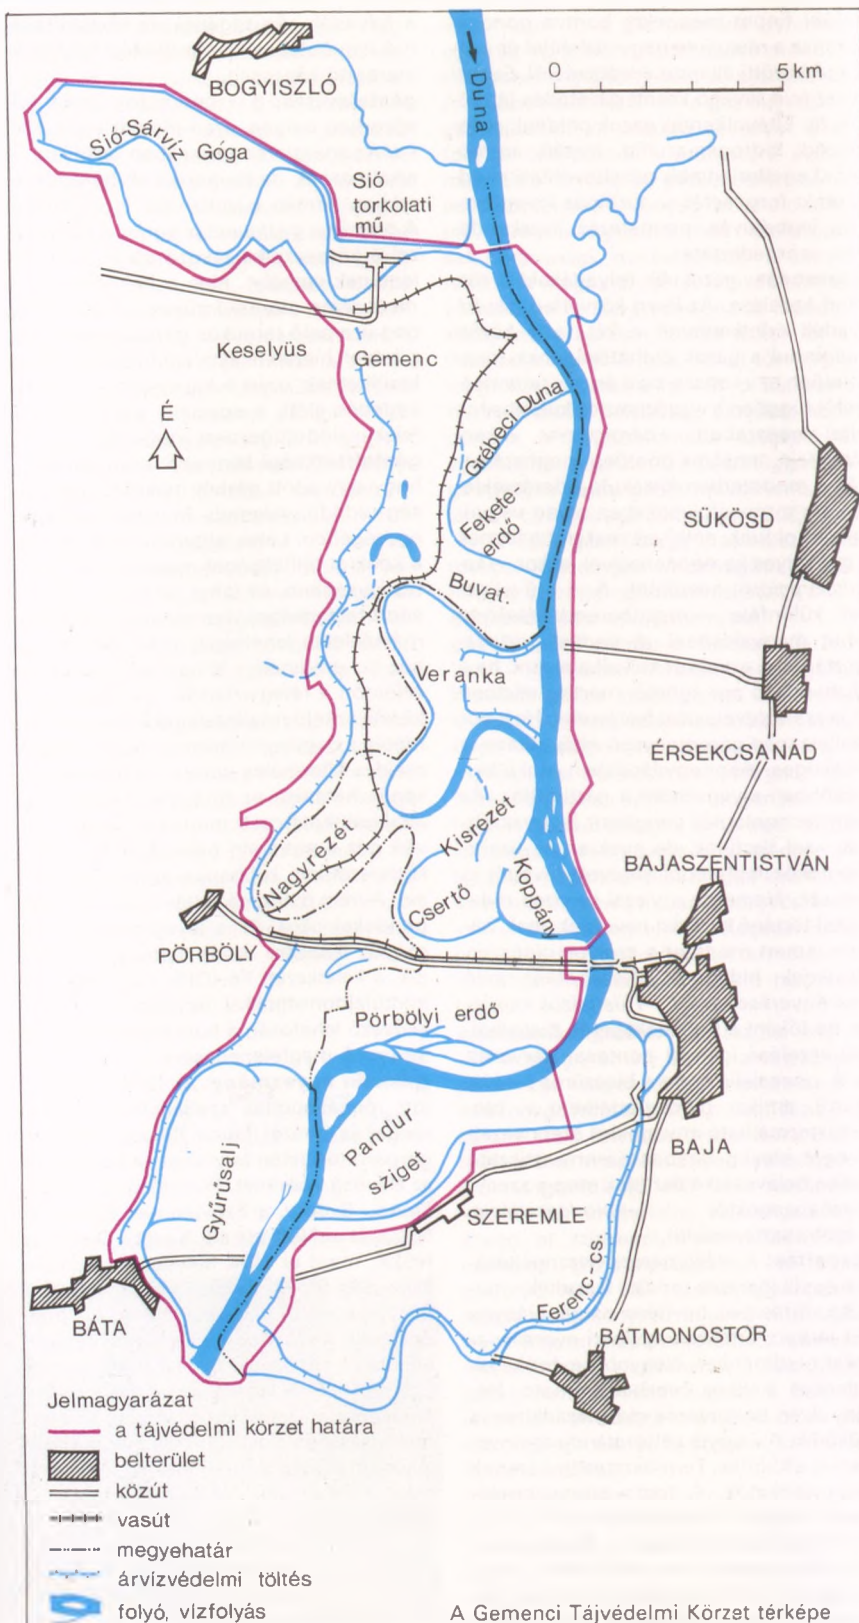 BOGYISZLÓ
Duna
0 5 km
Sió-Sárvíz
Góga
Sió
torkolati
mű
Keselyüs
Gemenc
É
Grébeci Duna
Fekete-
erdő
SÜKÖSD
Buvat
Veranka
ÉRSEKCSANÁD
Kisrezét
Nagyrezét
BAJASZENTISTVÁN
Csertő
Koppány
PÖRBÖLY
Pörbölyi erdő
Pandur
sziget
BAJA
Gyűrűsalj
SZEREMLE
Ferenc-cs.
BÁTA
BÁTMONOSTOR
Jelmagyarázat
a tájvédelmi körzet határa
belterület
közút
vasút
megyehatár
árvízvédelmi töltés
folyó, vízfolyás
A Gemenci Tájvédelmi Körzet térképe